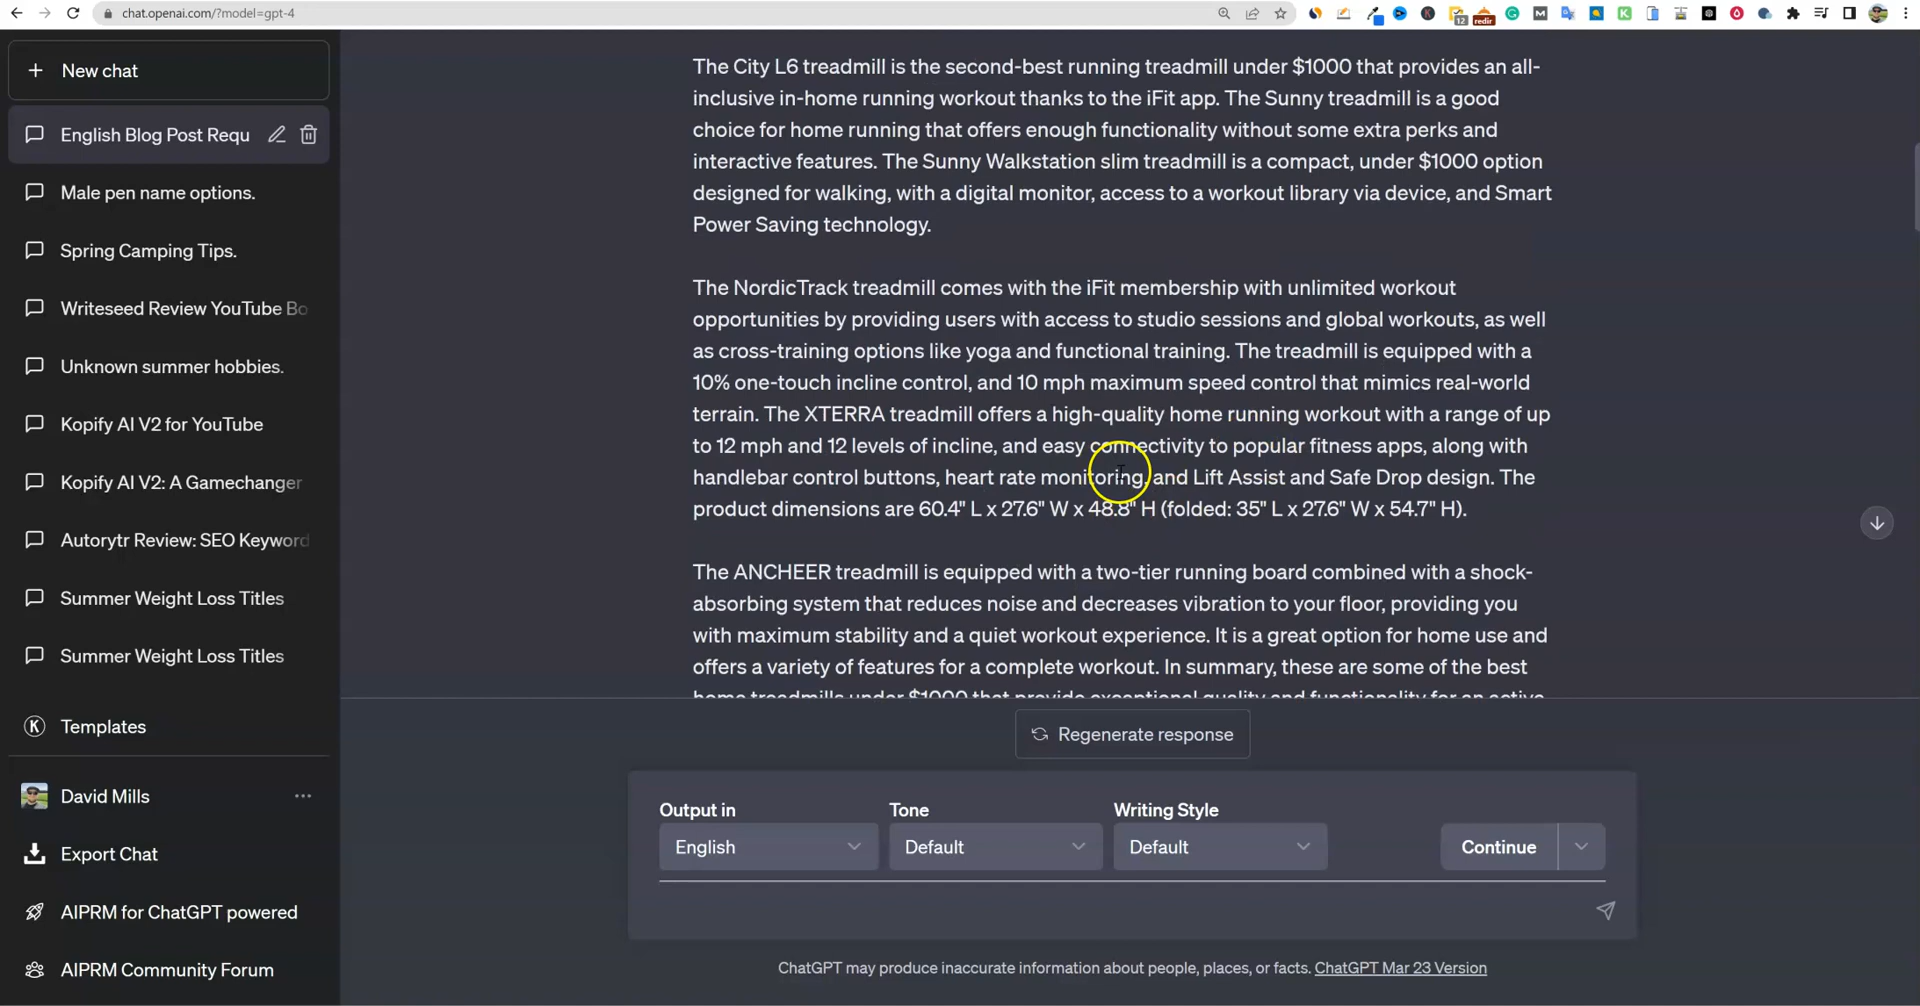 chat.openai.com/?model=gpt-4
12
redir
New chat
English Blog Post Requ
Male pen name options.
Spring Camping Tips.
Writeseed Review YouTube Bo
Unknown summer hobbies.
Kopify AI V2 for YouTube
Kopify AI V2: A Gamechanger
Autorytr Review: SEO Keyword
Summer Weight Loss Titles
Summer Weight Loss Titles
Templates
David Mills
Export Chat
AIPRM for ChatGPT powered
AIPRM Community Forum
The City L6 treadmill is the second-best running treadmill under $1000 that provides an all-
inclusive in-home running workout thanks to the iFit app. The Sunny treadmill is a good
choice for home running that offers enough functionality without some extra perks and
interactive features. The Sunny Walkstation slim treadmill is a compact, under $1000 option
designed for walking, with a digital monitor, access to a workout library via device, and Smart
Power Saving technology.
The NordicTrack treadmill comes with the iFit membership with unlimited workout
opportunities by providing users with access to studio sessions and global workouts, as well
as cross-training options like yoga and functional training. The treadmill is equipped with a
10% one-touch incline control, and 10 mph maximum speed control that mimics real-world
terrain. The XTERRA treadmill offers a high-quality home running workout with a range of up
to 12 mph and 12 levels of incline, and easy connectivity to popular fitness apps, along with
handlebar control buttons, heart rate monitoring, and Lift Assist and Safe Drop design. The
product dimensions are 60.4" L x 27.6" W x 48.8" H (folded: 35" L x 27.6" W x 54.7" H).
The ANCHEER treadmill is equipped with a two-tier running board combined with a shock-
absorbing system that reduces noise and decreases vibration to your floor, providing you
with maximum stability and a quiet workout experience. It is a great option for home use and
offers a variety of features for a complete workout. In summary, these are some of the best
home treadmills under $1000 that provide exceptional quality and functionality for an active
Regenerate response
Output in
Tone
Writing Style
English
Default
Default
Continue
ChatGPT may produce inaccurate information about people, places, or facts. ChatGPT Mar 23 Version